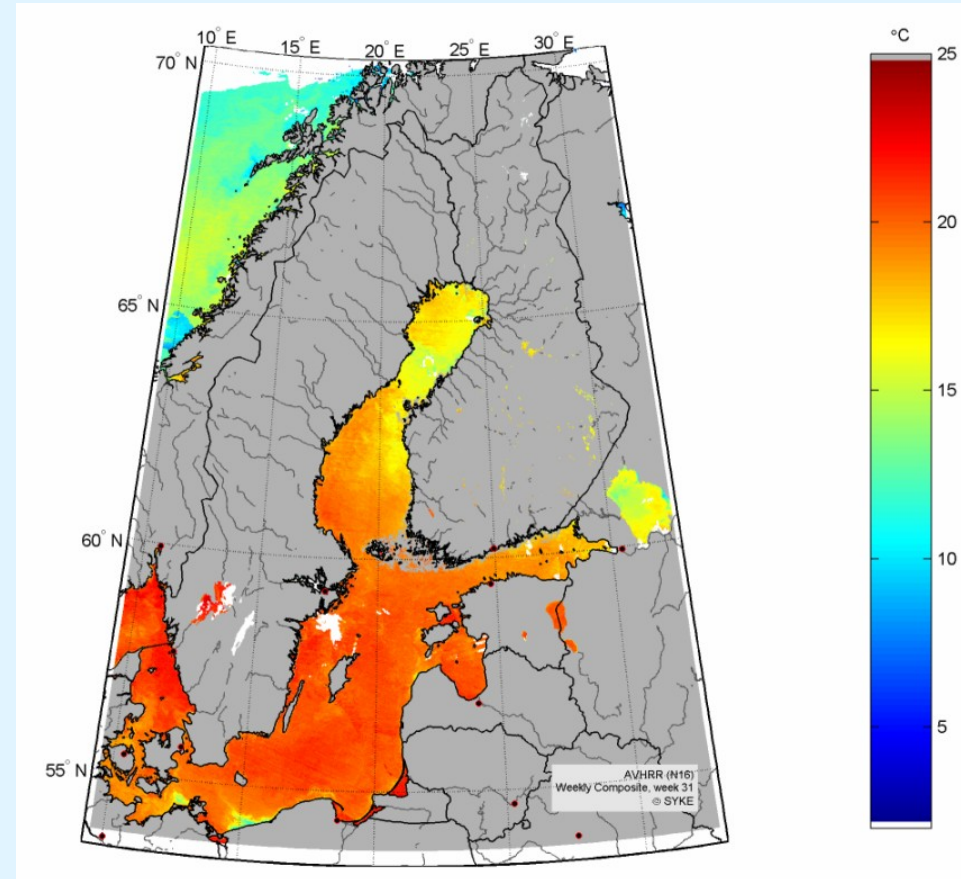 10° E
15° E
20° E
25° E
30° E
°C
70° N
65° N
60° N
55° N
25
20
15
10
5
AVHRR (N16)
Weekly Composite, week 31
© SYKE